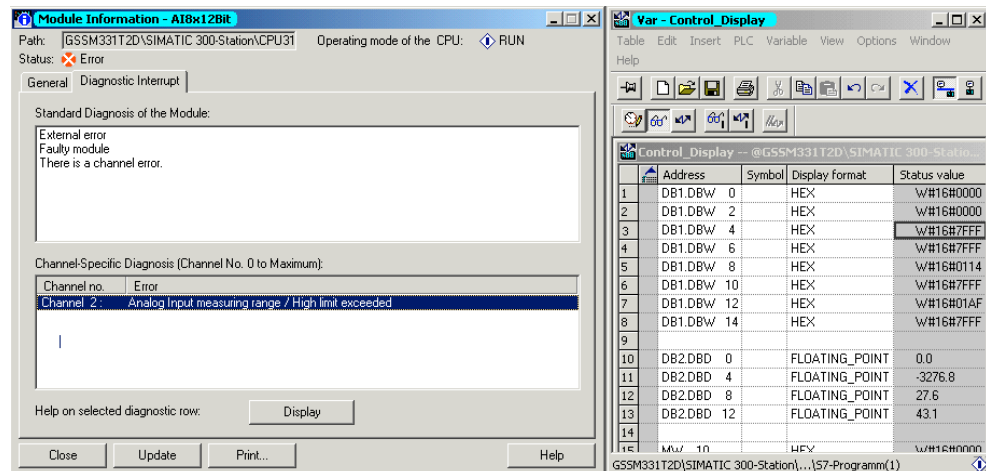 Module Information - AI8x12Bit
Path: GSSM331T2D\SIMATIC 300-Station\CPU31 Operating mode of the CPU: RUN
Status: Error
General Diagnostic Interrupt
Standard Diagnosis of the Module:
External error
Faulty module
There is a channel error.
Channel-Specific Diagnosis (Channel No. 0 to Maximum):
Channel no. Error
Channel 2 : Analog Input measuring range / High limit exceeded
Help on selected diagnostic row: Display
Close Update Print... Help
Var - Control_Display
Table Edit Insert PLC Variable View Options Window
Help
Control_Display -- @GSSM331T2D\SIMATIC 300-Statio...
Address Symbol Display format Status value
1 DB1.DBW 0 HEX W#16#0000
2 DB1.DBW 2 HEX W#16#0000
3 DB1.DBW 4 HEX W#16#7FFF
4 DB1.DBW 6 HEX W#16#7FFF
5 DB1.DBW 8 HEX W#16#0114
6 DB1.DBW 10 HEX W#16#7FFF
7 DB1.DBW 12 HEX W#16#01AF
8 DB1.DBW 14 HEX W#16#7FFF
9
10 DB2.DBD 0 FLOATING_POINT 0.0
11 DB2.DBD 4 FLOATING_POINT -3276.8
12 DB2.DBD 8 FLOATING_POINT 27.6
13 DB2.DBD 12 FLOATING_POINT 43.1
14
15 MW 10 HEX W#16#0000
GSSM331T2D\SIMATIC 300-Station\...\S7-Programm(1)